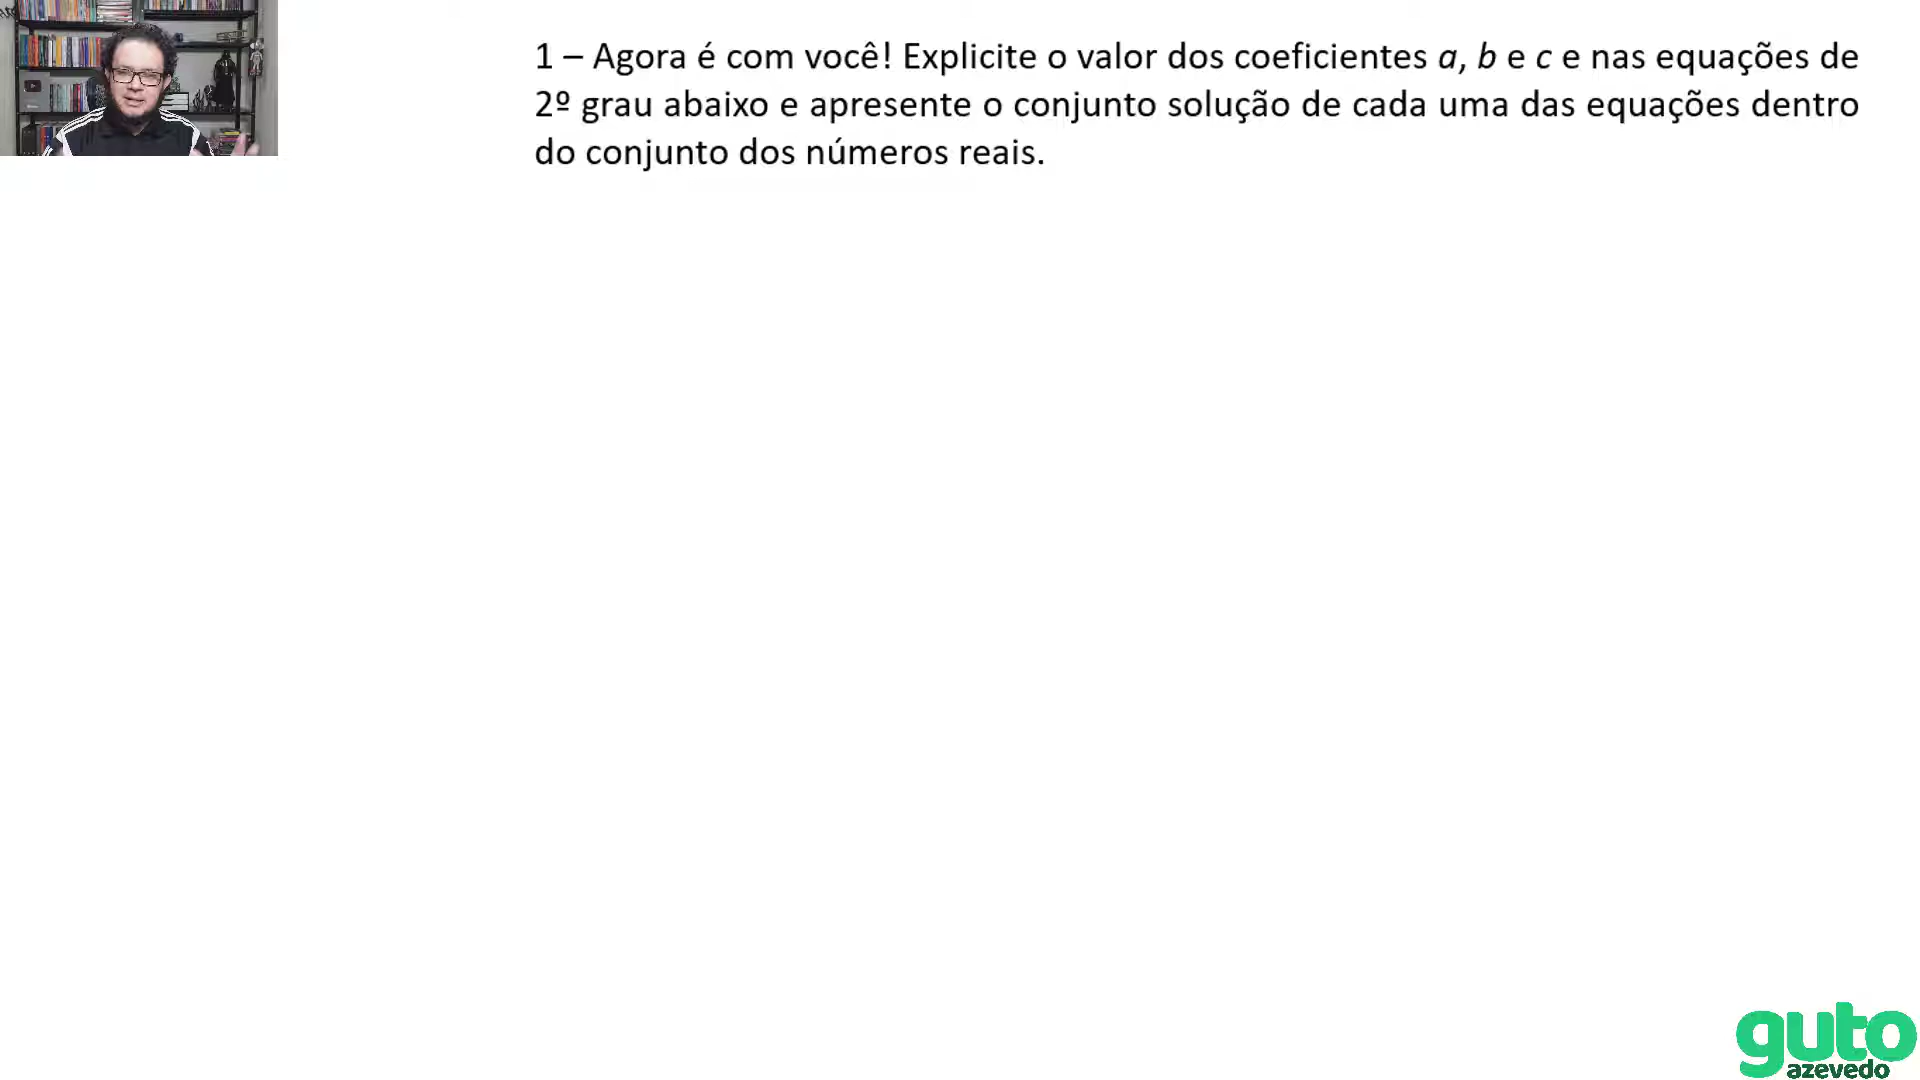 1 – Agora é com você! Explicite o valor dos coeficientes a, b e c e nas equações de
2º grau abaixo e apresente o conjunto solução de cada uma das equações dentro
do conjunto dos números reais.
guto
azevedo